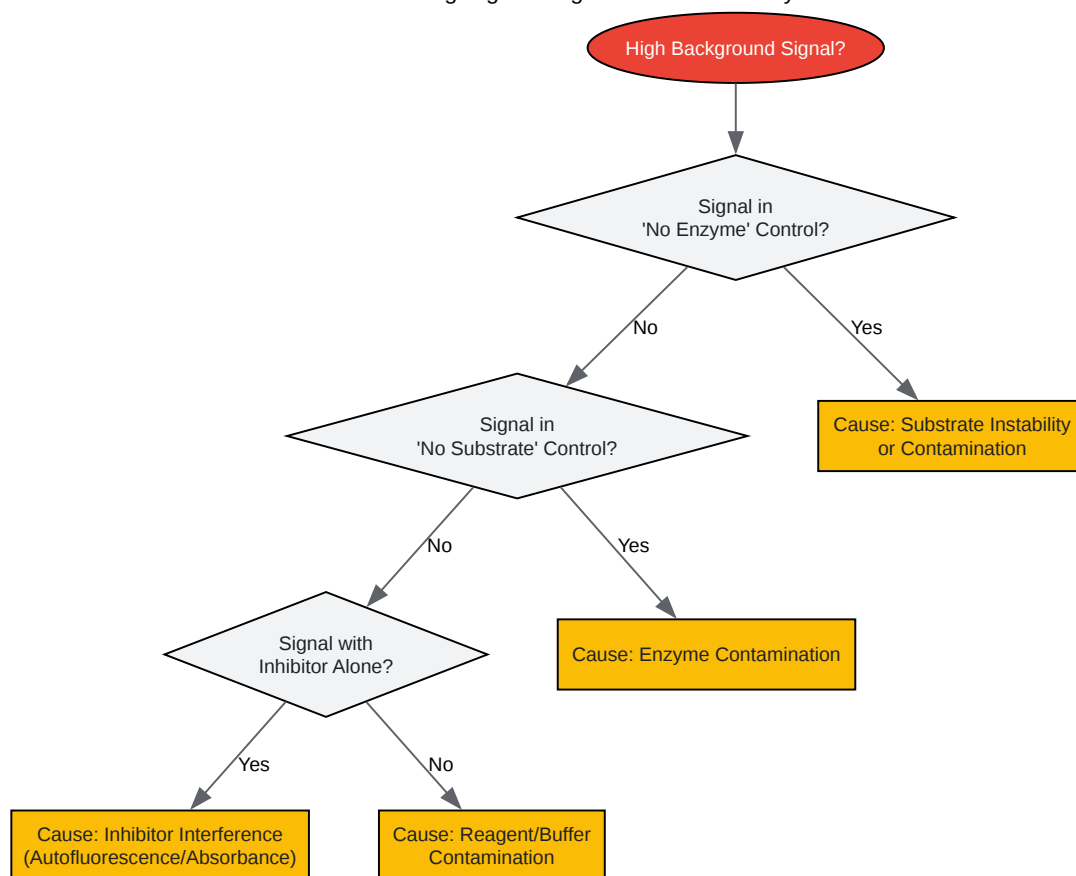 High Background Signal?
Signal in
'No Enzyme' Control?
No
Yes
Signal in
'No Substrate' Control?
Cause: Substrate Instability
or Contamination
No
Yes
Signal with
Inhibitor Alone?
Cause: Enzyme Contamination
Yes
No
Cause: Inhibitor Interference
(Autofluorescence/Absorbance)
Cause: Reagent/Buffer
Contamination